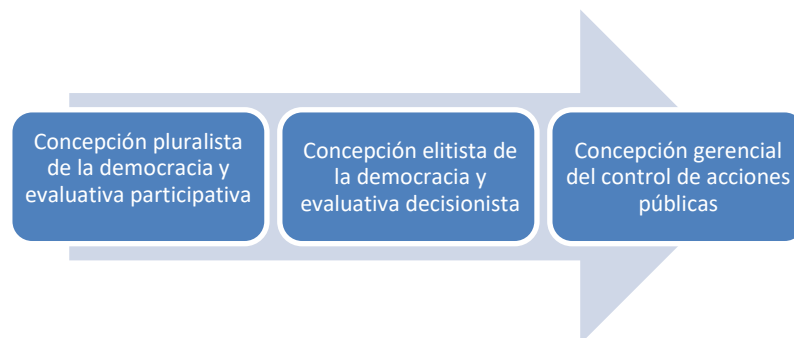 Concepción pluralista
de la democracia y
evaluativa participativa
Concepción elitista de
la democracia y
evaluativa decisionista
Concepción gerencial
del control de acciones
públicas